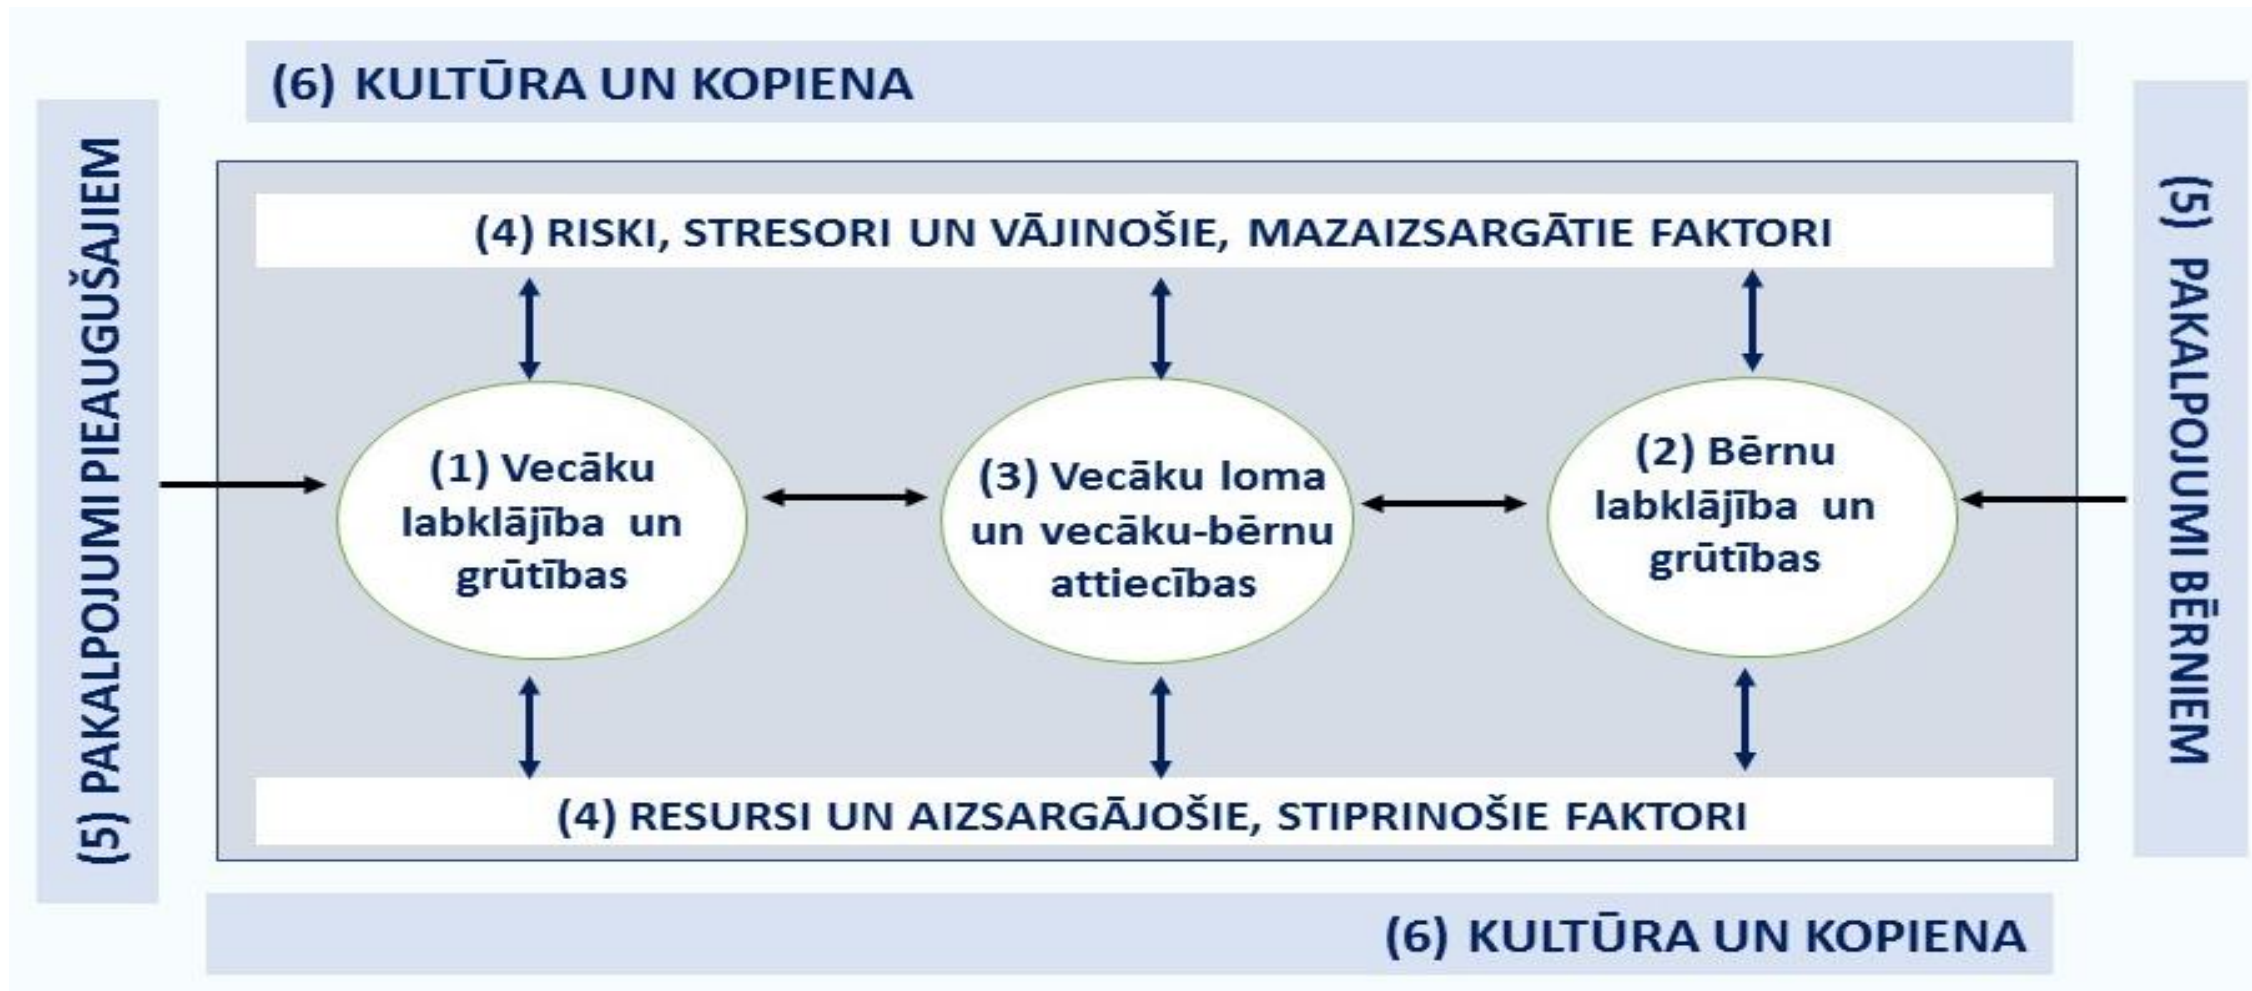 (6) KULTŪRA UN KOPIENA
(5) PAKALPOJUMI PIEAUGUŠAJIEM
(4) RISKI, STRESORI UN VĀJINOŠIE, MAZAIZSARGĀTIE FAKTORI
(1) Vecāku
labklājība un
grūtības
(3) Vecāku loma
un vecāku-bērnu
attiecības
(2) Bērnu
labklājība un
grūtības
(5) PAKALPOJUMI BĒRNIEM
(4) RESURSI UN AIZSARGĀJOŠIE, STIPRINOŠIE FAKTORI
(6) KULTŪRA UN KOPIENA